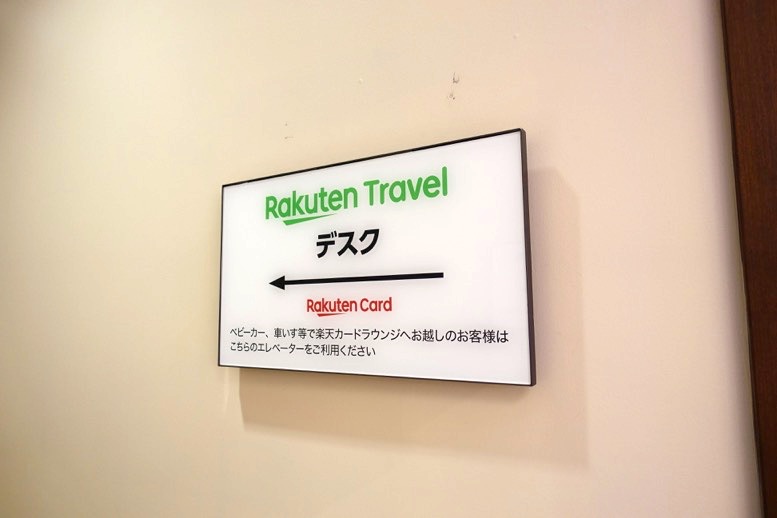 Rakuten Travel
デスク
Rakuten Card
ベビーカー、車いす等で楽天カードラウンジへお越しのお客様は
こちらのエレベーターをご利用ください